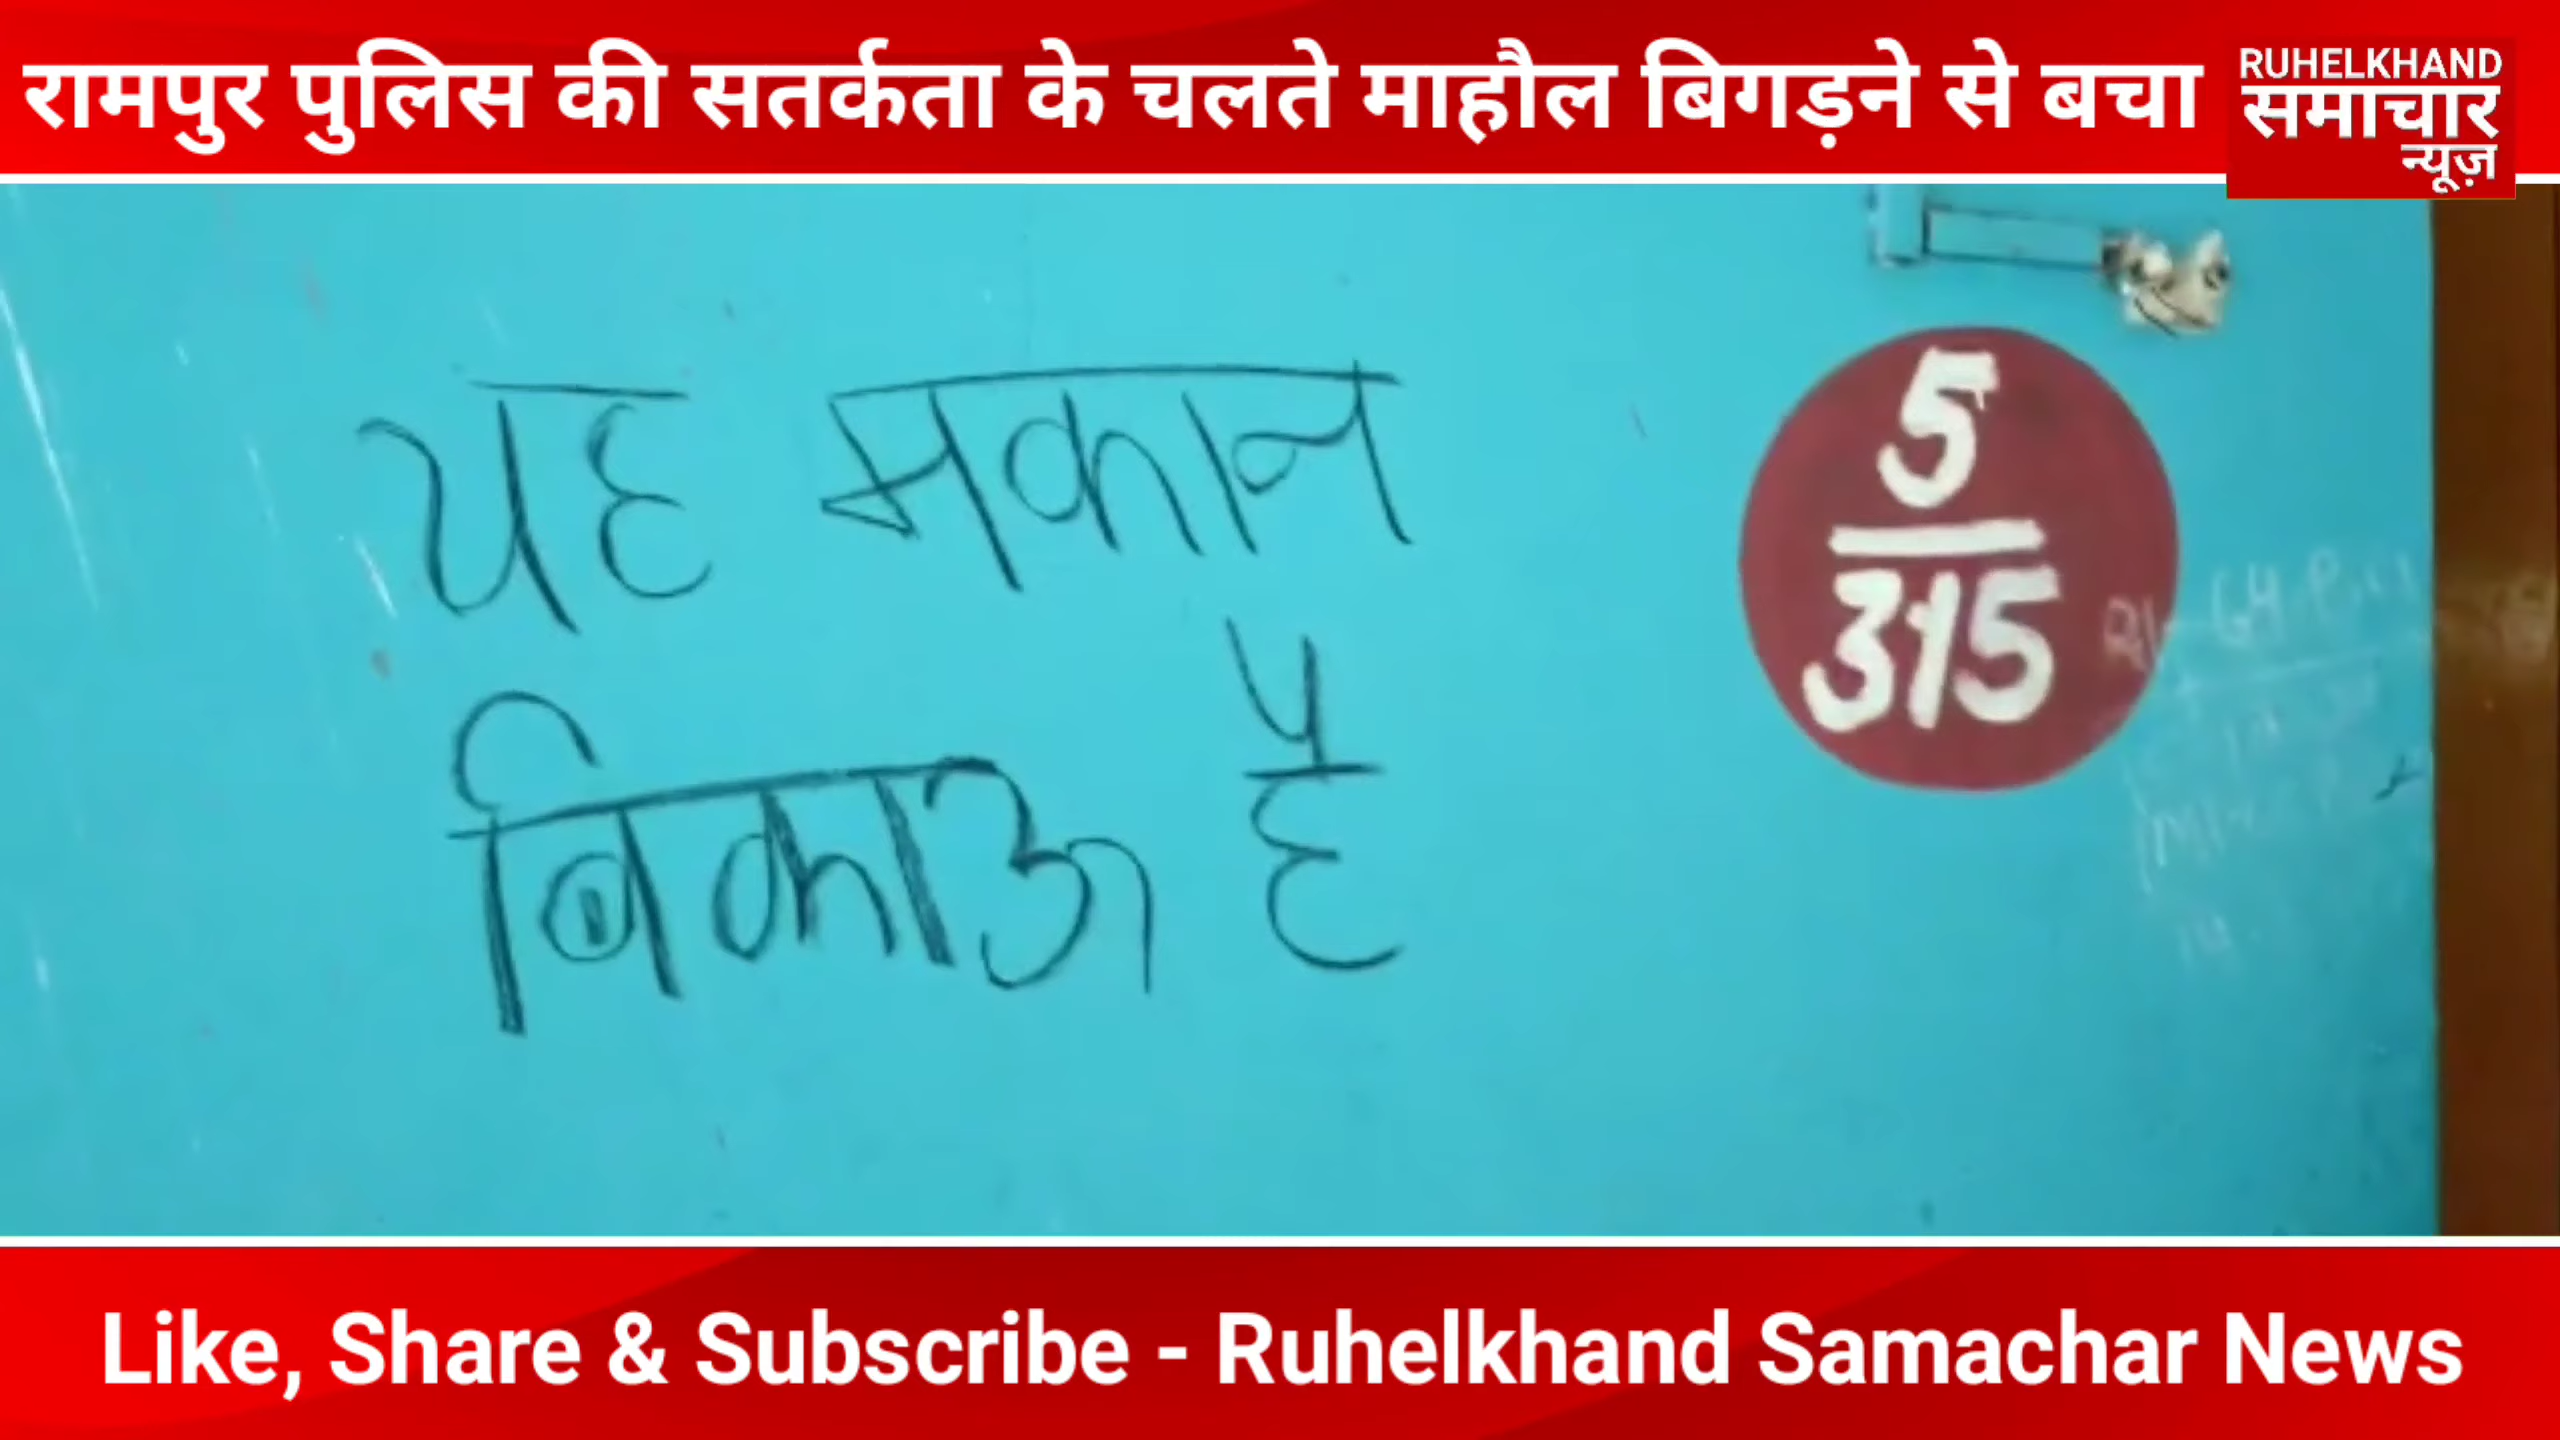 रामपुर पुलिस की सतर्कता के चलते माहौल बिगड़ने से बचा
RUHELKHAND
समाचार
न्यूज़
यह मकान
बिकाऊ है
5
315
Like, Share & Subscribe - Ruhelkhand Samachar News